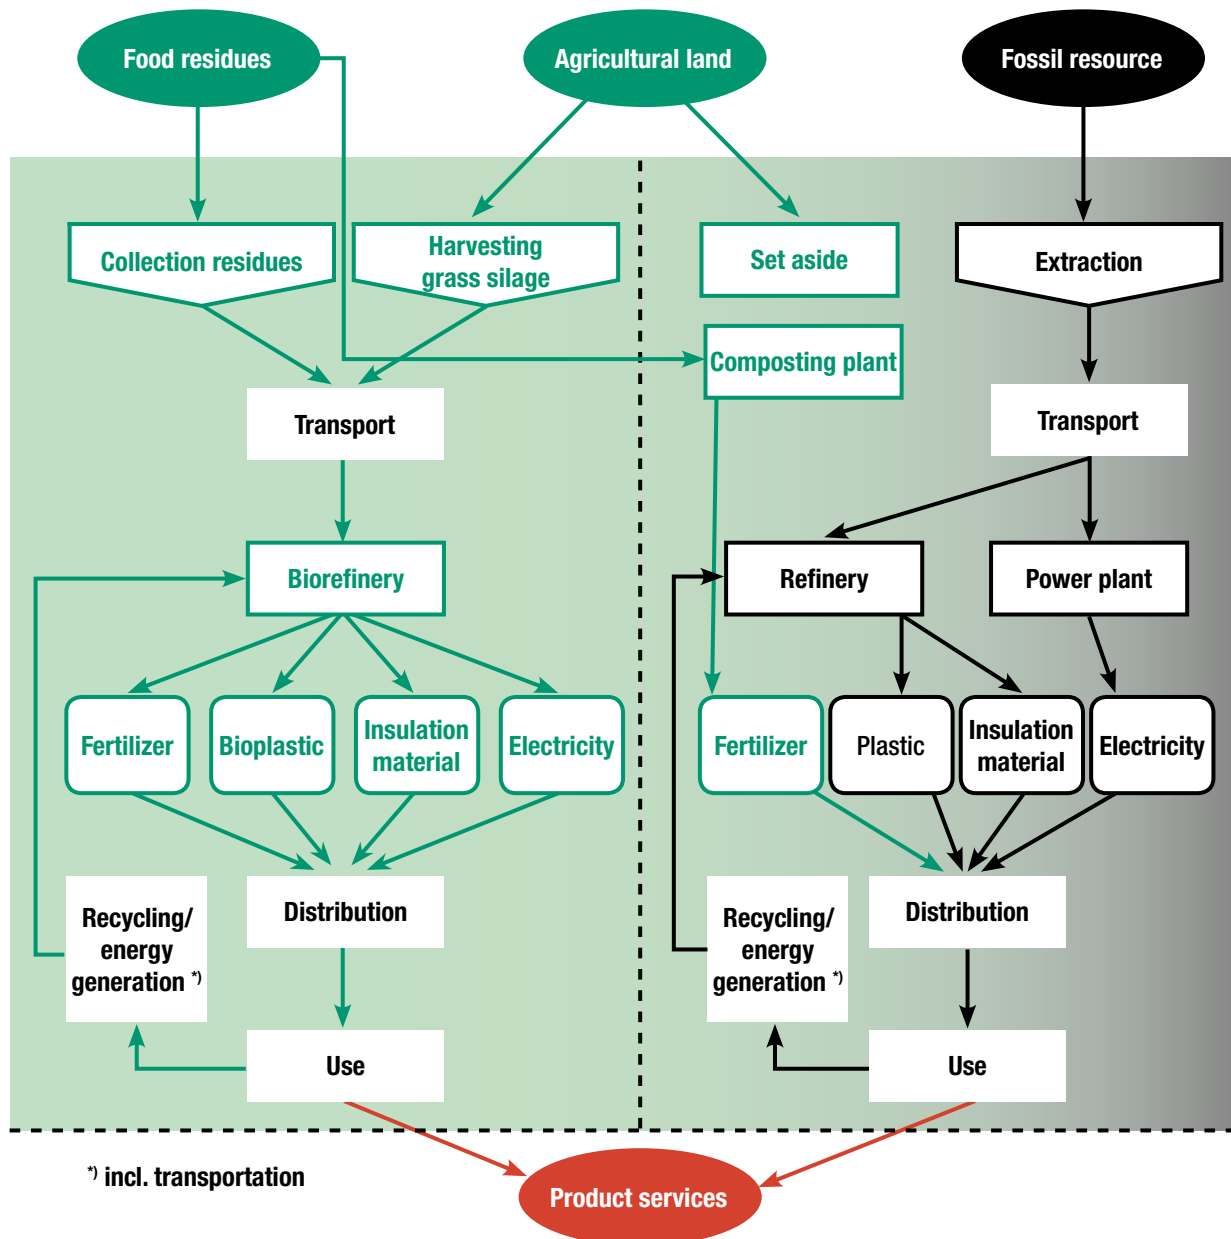 Food residues
Agricultural land
Fossil resource
Collection residues
Harvesting
grass silage
Set aside
Extraction
Composting plant
Transport
Transport
Biorefinery
Refinery
Power plant
Fertilizer
Bioplastic
Insulation
material
Electricity
Fertilizer
Plastic
Insulation
material
Electricity
Recycling/
energy
generation *)
Distribution
Recycling/
energy
generation *)
Distribution
Use
Use
*) incl. transportation
Product services